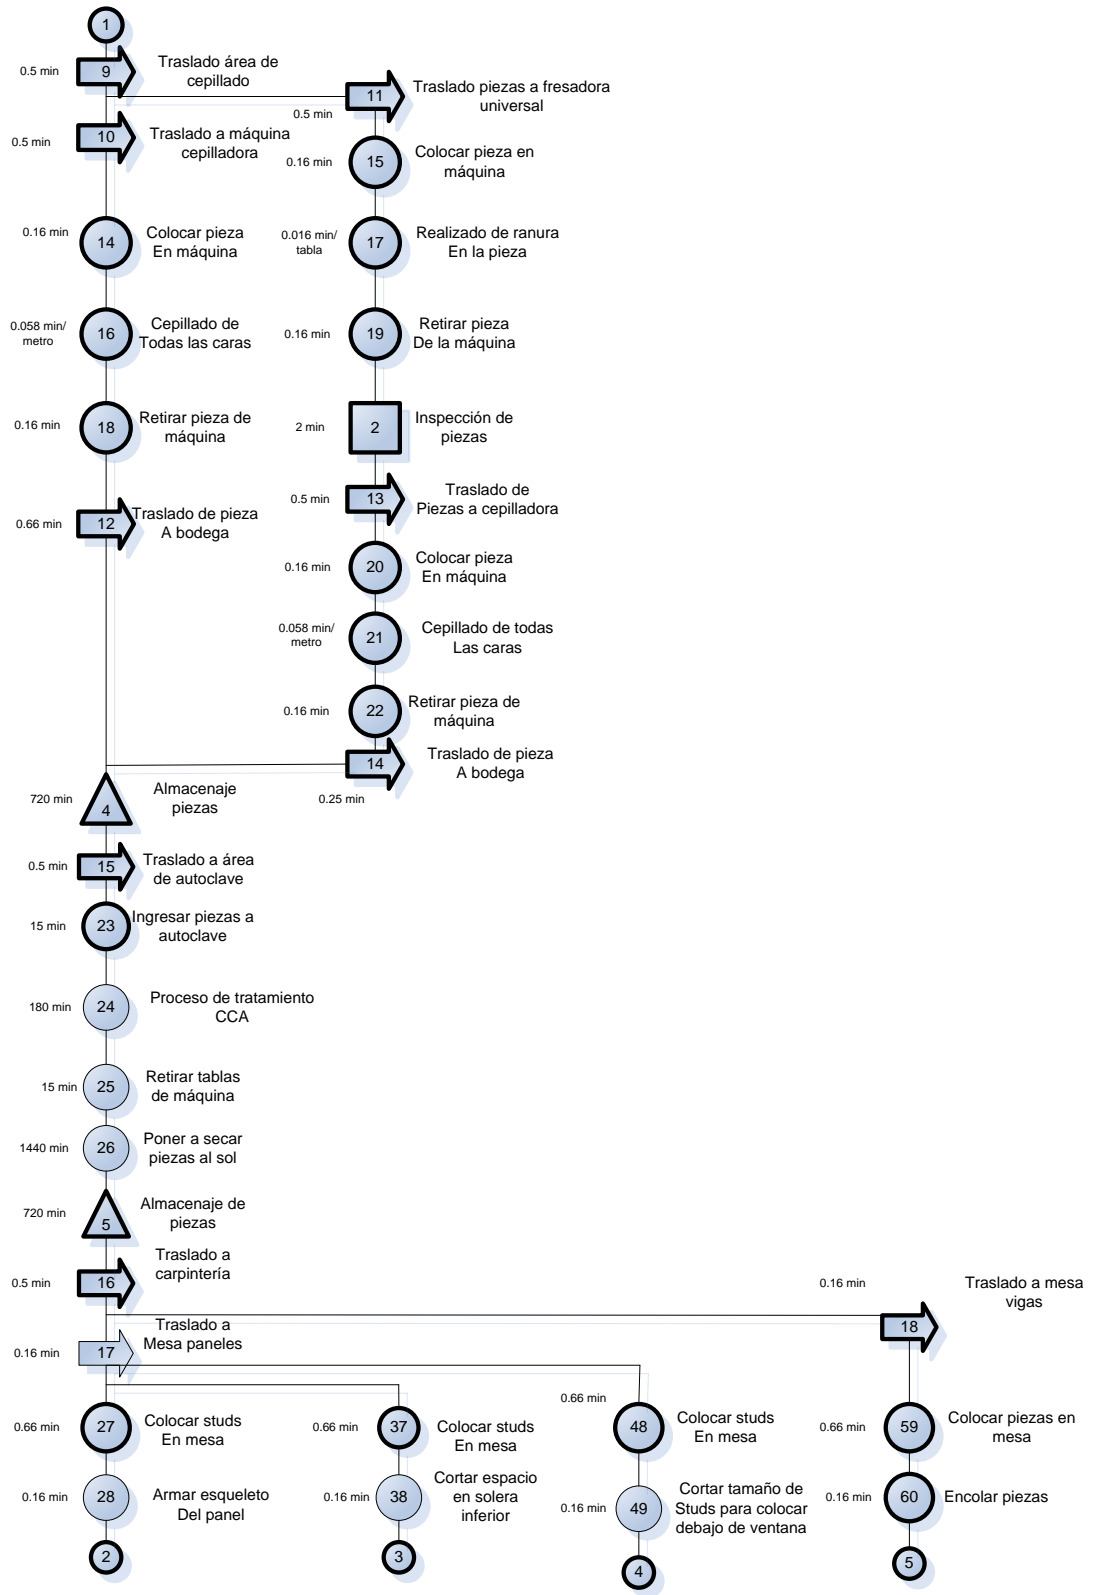 1
0.5 min
9
Traslado área de
cepillado
11
Traslado piezas a fresadora
universal
0.5 min
0.5 min
10
Traslado a máquina
cepilladora
0.16 min
15
Colocar pieza en
máquina
0.16 min
14
Colocar pieza
En máquina
0.016 min/
tabla
17
Realizado de ranura
En la pieza
0.058 min/
metro
16
Cepillado de
Todas las caras
0.16 min
19
Retirar pieza
De la máquina
0.16 min
18
Retirar pieza de
máquina
2 min
2
Inspección de
piezas
0.66 min
12
Traslado de pieza
A bodega
0.5 min
13
Traslado de
Piezas a cepilladora
0.16 min
20
Colocar pieza
En máquina
0.058 min/
metro
21
Cepillado de todas
Las caras
0.16 min
22
Retirar pieza de
máquina
14
Traslado de pieza
A bodega
0.25 min
720 min
4
Almacenaje
piezas
0.5 min
15
Traslado a área
de autoclave
15 min
23
Ingresar piezas a
autoclave
180 min
24
Proceso de tratamiento
CCA
15 min
25
Retirar tablas
de máquina
1440 min
26
Poner a secar
piezas al sol
720 min
5
Almacenaje de
piezas
0.5 min
16
Traslado a
carpintería
0.16 min
18
Traslado a mesa
vigas
0.16 min
17
Traslado a
Mesa paneles
0.66 min
27
Colocar studs
En mesa
0.66 min
37
Colocar studs
En mesa
0.66 min
48
Colocar studs
En mesa
0.66 min
59
Colocar piezas en
mesa
0.16 min
28
Armar esqueleto
Del panel
0.16 min
38
Cortar espacio
en solera
inferior
0.16 min
49
Cortar tamaño de
Studs para colocar
debajo de ventana
0.16 min
60
Encolar piezas
2
3
4
5